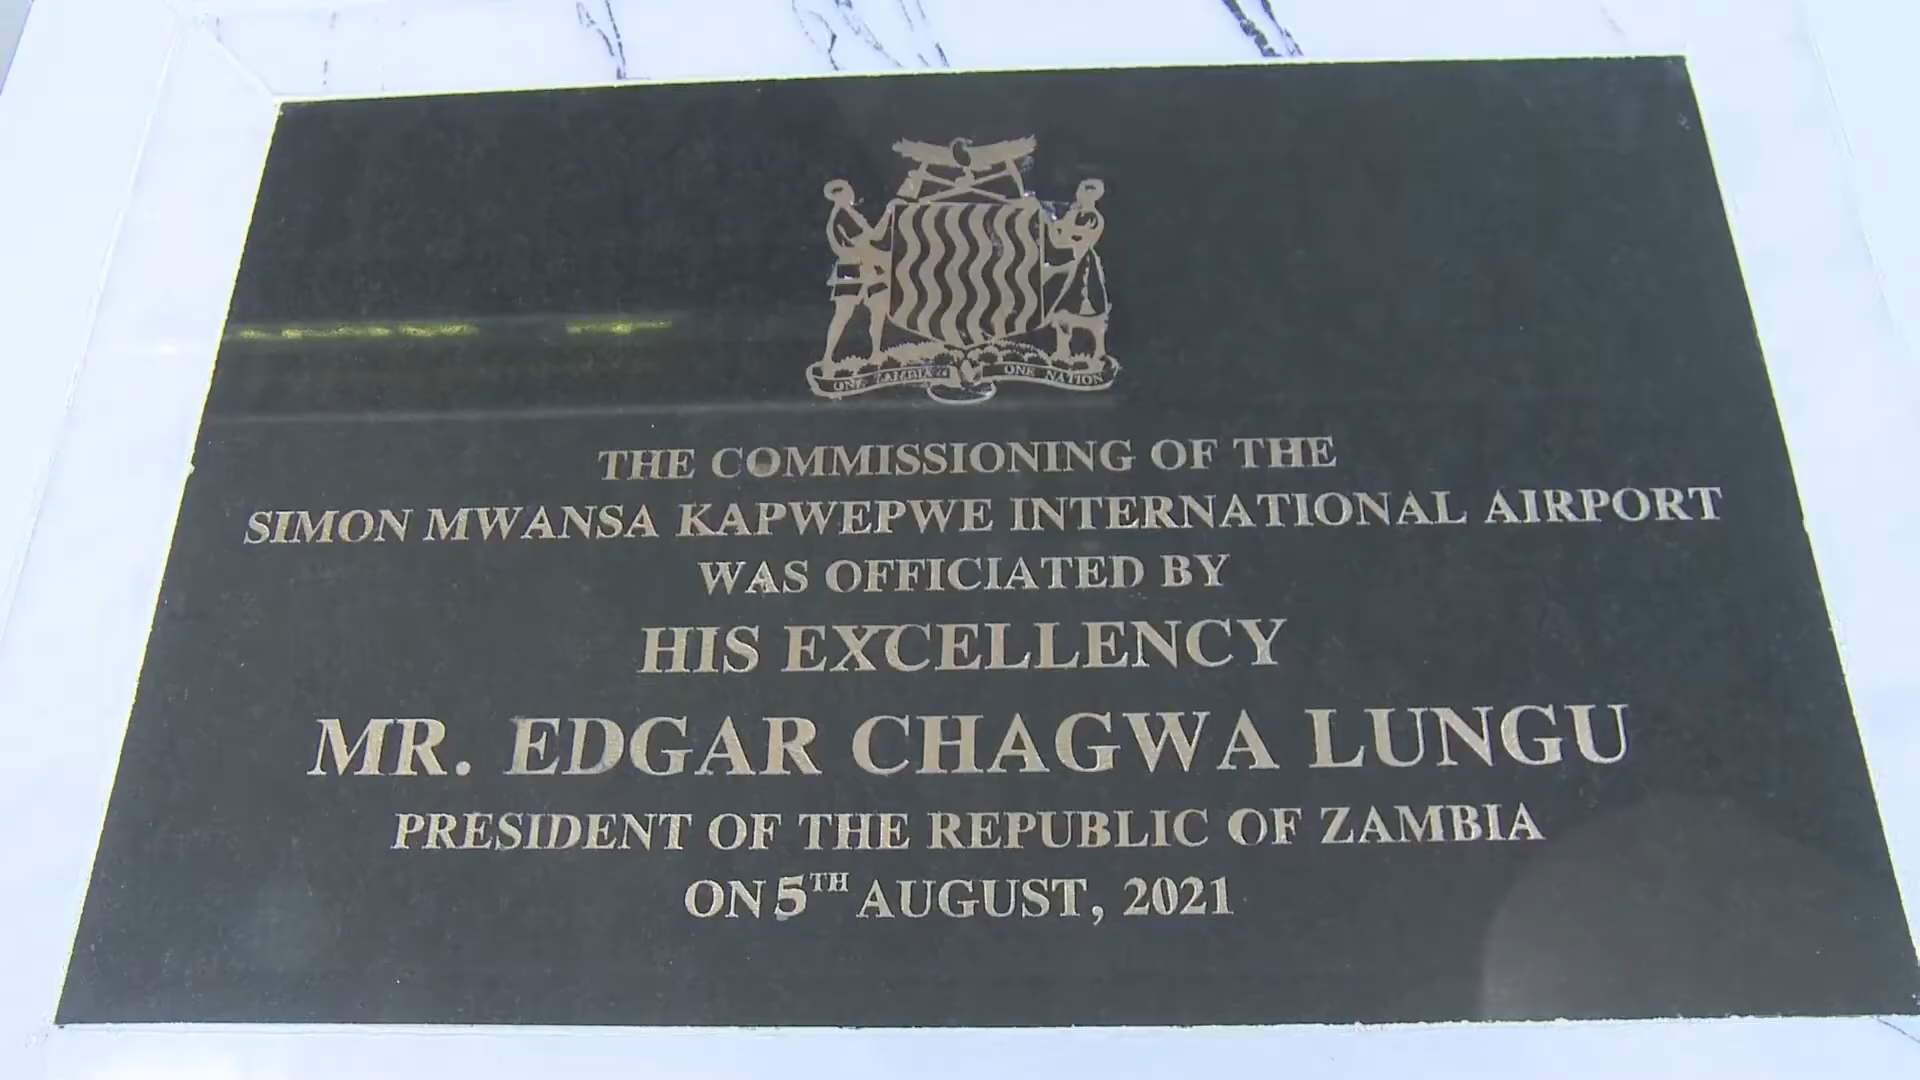 ONE ZAMBIA ONE NATION
THE COMMISSIONING OF THE
SIMON MWANSA KAPWEPWE INTERNATIONAL AIRPORT
WAS OFFICIATED BY
HIS EXCELLENCY
MR. EDGAR CHAGWA LUNGU
PRESIDENT OF THE REPUBLIC OF ZAMBIA
ON 5TH AUGUST, 2021